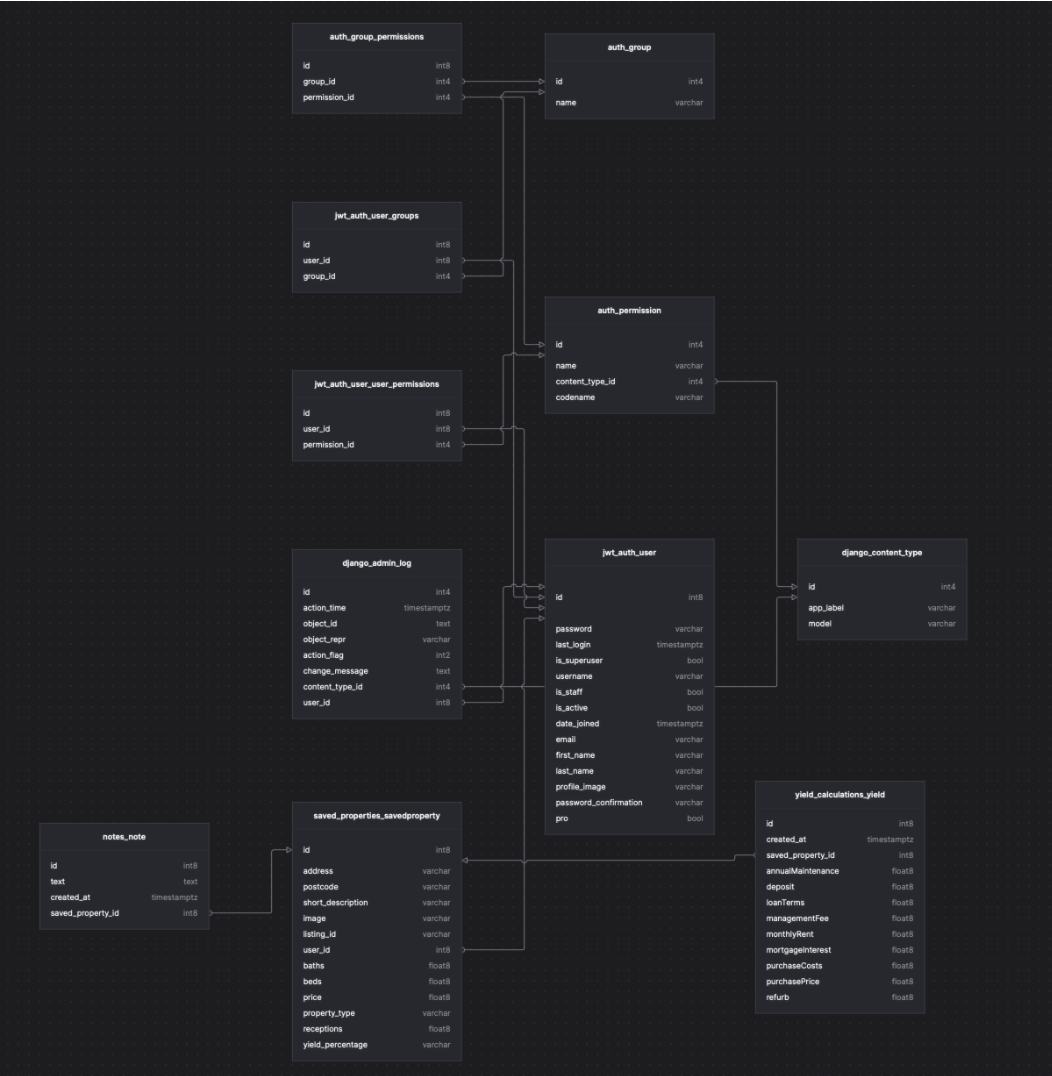 auth_group_permissions
id int8
group_id int4
permission_id int4
auth_group
id int4
name varchar
jwt_auth_user_groups
id int8
user_id int8
group_id int4
auth_permission
id int4
name varchar
content_type_id int4
codename varchar
jwt_auth_user_user_permissions
id int8
user_id int8
permission_id int4
django_admin_log
id int4
action_time timestamptz
object_id text
object_repr varchar
action_flag int2
change_message text
content_type_id int4
user_id int8
jwt_auth_user
id int8
password varchar
last_login timestamptz
is_superuser bool
username varchar
is_staff bool
is_active bool
date_joined timestamptz
email varchar
first_name varchar
last_name varchar
profile_image varchar
password_confirmation varchar
pro bool
django_content_type
id int4
app_label varchar
model varchar
notes_note
id int8
text text
created_at timestamptz
saved_property_id int8
saved_properties_savedproperty
id int8
address varchar
postcode varchar
short_description varchar
image varchar
listing_id varchar
user_id int8
baths float8
beds float8
price float8
property_type varchar
receptions float8
yield_percentage varchar
yield_calculations_yield
id int8
created_at timestamptz
saved_property_id int8
annualMaintenance float8
deposit float8
loanTerms float8
managementFee float8
monthlyRent float8
mortgageInterest float8
purchaseCosts float8
purchasePrice float8
refurb float8